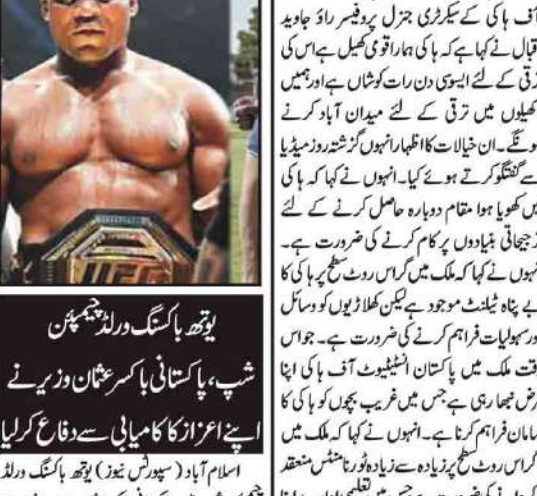 آف ہاکی کے سیکرٹری جنرل پروفیسر راؤ جاوید
اقبال نے کہا ہے کہ ہاکی ہمارا قومی کھیل ہے اس کی
ترقی کے لئے ایسوسی دن رات کوشاں ہے اور ہمیں
کھیلوں میں ترقی کے لئے میدان آباد کرنے
ہونگے۔ ان خیالات کا اظہار انہوں گزشتہ روز میڈیا
سے گفتگو کرتے ہوئے کیا۔ انہوں نے کہا کہ ہاکی
میں کھویا ہوا مقام دوبارہ حاصل کرنے کے لئے
ترجیحاتی بنیادوں پر کام کرنے کی ضرورت ہے۔
انہوں نے کہا کہ ملک میں گراس روٹ سطح پر ہاکی کا
بے پناہ ٹیلنٹ موجود ہے لیکن کھلاڑیوں کو وسائل
اور سہولیات فراہم کرنے کی ضرورت ہے۔ جو اس
وقت ملک میں پاکستان انسٹیٹیوٹ آف ہاکی اپنا
فرض نبھا رہی ہے جس میں غریب بچوں کو ہاکی کا
سامان فراہم کرنا ہے۔ انہوں نے کہا کہ ملک میں
گراس روٹ سطح پر زیادہ سے زیادہ ٹورنامنٹس منعقد
UFC
یوتھ باکسنگ ورلڈ چیمپئن
شپ، پاکستانی باکسر عثمان وزیر نے
اپنے اعزاز کا کامیابی سے دفاع کرلیا
اسلام آباد (سپورٹس نیوز) یوتھ باکسنگ ورلڈ